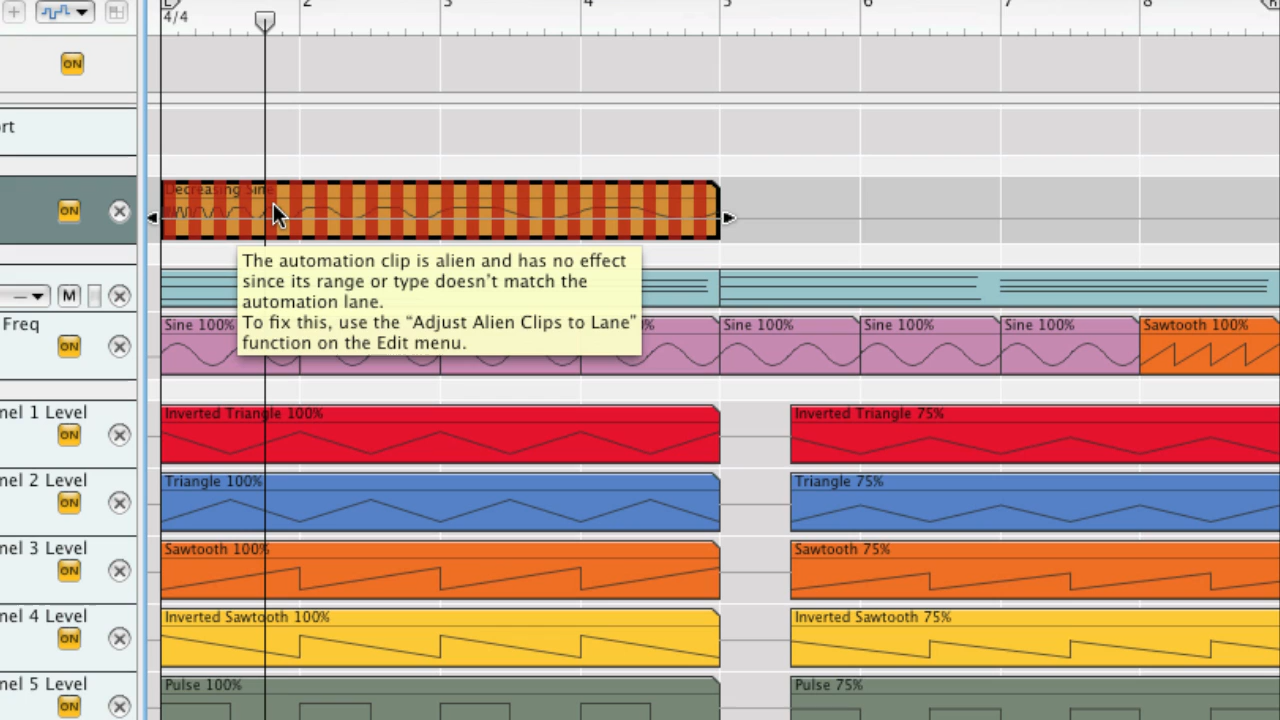 2 3 4 5 6 7 8
4/4
ON
rt
ON
Decreasing Sine
The automation clip is alien and has no effect
since its range or type doesn't match the
automation lane.
To fix this, use the “Adjust Alien Clips to Lane”
function on the Edit menu.
M
Freq
ON
Sine 100% % Sine 100% Sine 100% Sine 100% Sawtooth 100%
nel 1 Level
ON
Inverted Triangle 100% Inverted Triangle 75%
nel 2 Level
ON
Triangle 100% Triangle 75%
nel 3 Level
ON
Sawtooth 100% Sawtooth 75%
nel 4 Level
ON
Inverted Sawtooth 100% Inverted Sawtooth 75%
nel 5 Level
ON
Pulse 100% Pulse 75%